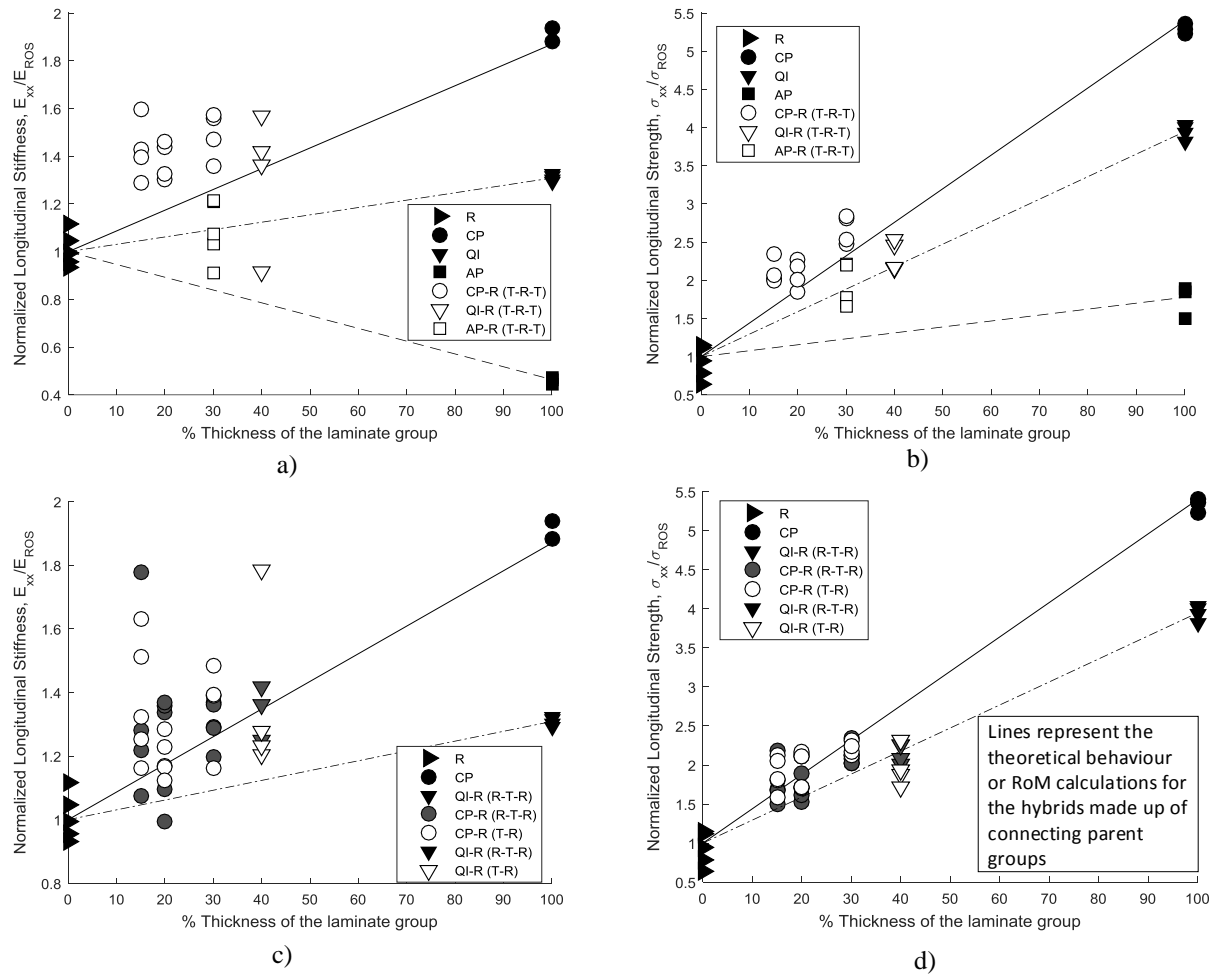 Normalized Longitudinal Stiffness, E_xx/E_ROS
2
1.8
1.6
1.4
1.2
1
0.8
0.6
0.4
0 10 20 30 40 50 60 70 80 90 100
% Thickness of the laminate group
R
CP
QI
AP
CP-R (T-R-T)
QI-R (T-R-T)
AP-R (T-R-T)
a)
Normalized Longitudinal Strength, σ_xx/σ_ROS
5.5
5
4.5
4
3.5
3
2.5
2
1.5
1
0.5
0 10 20 30 40 50 60 70 80 90 100
% Thickness of the laminate group
R
CP
QI
AP
CP-R (T-R-T)
QI-R (T-R-T)
AP-R (T-R-T)
b)
Normalized Longitudinal Stiffness, E_xx/E_ROS
2
1.8
1.6
1.4
1.2
1
0.8
0 10 20 30 40 50 60 70 80 90 100
% Thickness of the laminate group
R
CP
QI-R (R-T-R)
CP-R (R-T-R)
CP-R (T-R)
QI-R (R-T-R)
QI-R (T-R)
c)
Normalized Longitudinal Strength, σ_xx/σ_ROS
5.5
5
4.5
4
3.5
3
2.5
2
1.5
1
0.5
0 10 20 30 40 50 60 70 80 90 100
% Thickness of the laminate group
R
CP
QI-R (R-T-R)
CP-R (R-T-R)
CP-R (T-R)
QI-R (R-T-R)
QI-R (T-R)
Lines represent the
theoretical behaviour
or RoM calculations for
the hybrids made up of
connecting parent
groups
d)